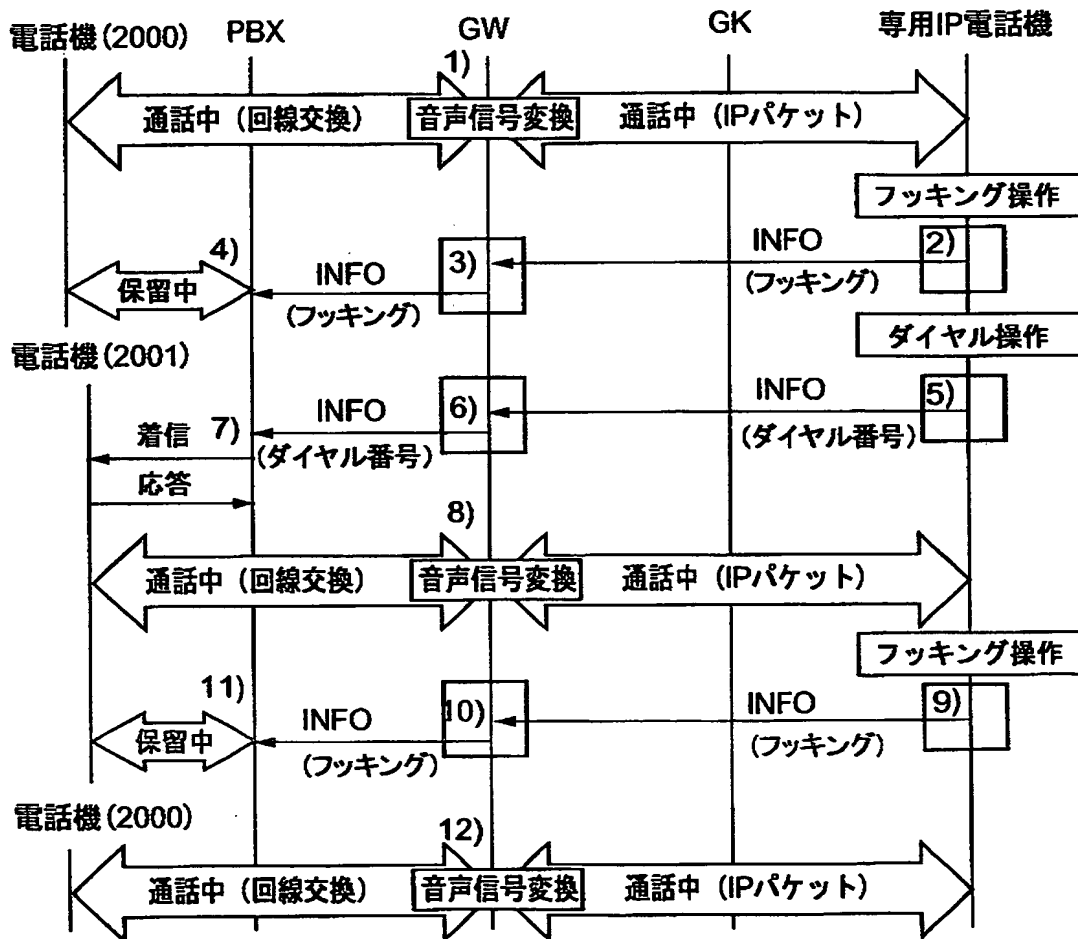 電話機(2000) PBX GW GK 専用IP電話機
1)
通話中 (回線交換) 音声信号変換 通話中 (IPパケット)
フッキング操作
4) INFO 3) INFO 2)
保留中 (フッキング) (フッキング)
ダイヤル操作
電話機(2001)
INFO 6) INFO 5)
着信 7) (ダイヤル番号) (ダイヤル番号)
応答
8)
通話中 (回線交換) 音声信号変換 通話中 (IPパケット)
フッキング操作
11) INFO 10) INFO 9)
保留中 (フッキング) (フッキング)
電話機(2000)
12)
通話中 (回線交換) 音声信号変換 通話中 (IPパケット)